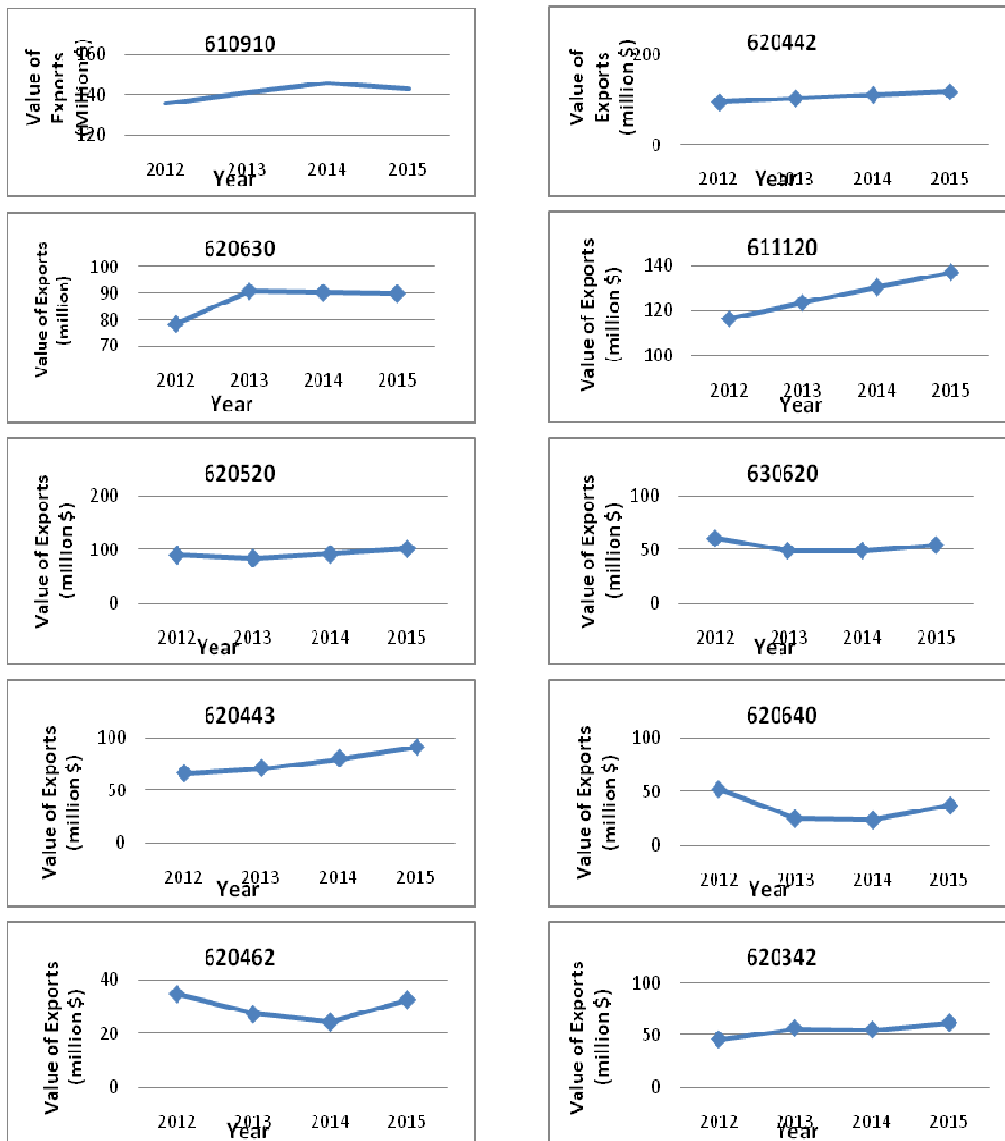 610910
Value of
Exports
(Million $)
160
140
120
2012 2013 2014 2015
Year
620442
Value of
Exports
(million $)
200
0
2012 2013 2014 2015
Year
620630
Value of Exports
(million)
100
90
80
70
2012 2013 2014 2015
Year
611120
Value of Exports
(million $)
140
120
100
2012 2013 2014 2015
Year
620520
Value of Exports
(million $)
200
100
0
2012 2013 2014 2015
Year
630620
Value of Exports
(million $)
100
50
0
2012 2013 2014 2015
Year
620443
Value of Exports
(million $)
100
50
0
2012 2013 2014 2015
Year
620640
Value of Exports
(million $)
100
50
0
2012 2013 2014 2015
Year
620462
Value of Exports
(million $)
40
20
0
2012 2013 2014 2015
Year
620342
Value of Exports
(million $)
100
50
0
2012 2013 2014 2015
Year